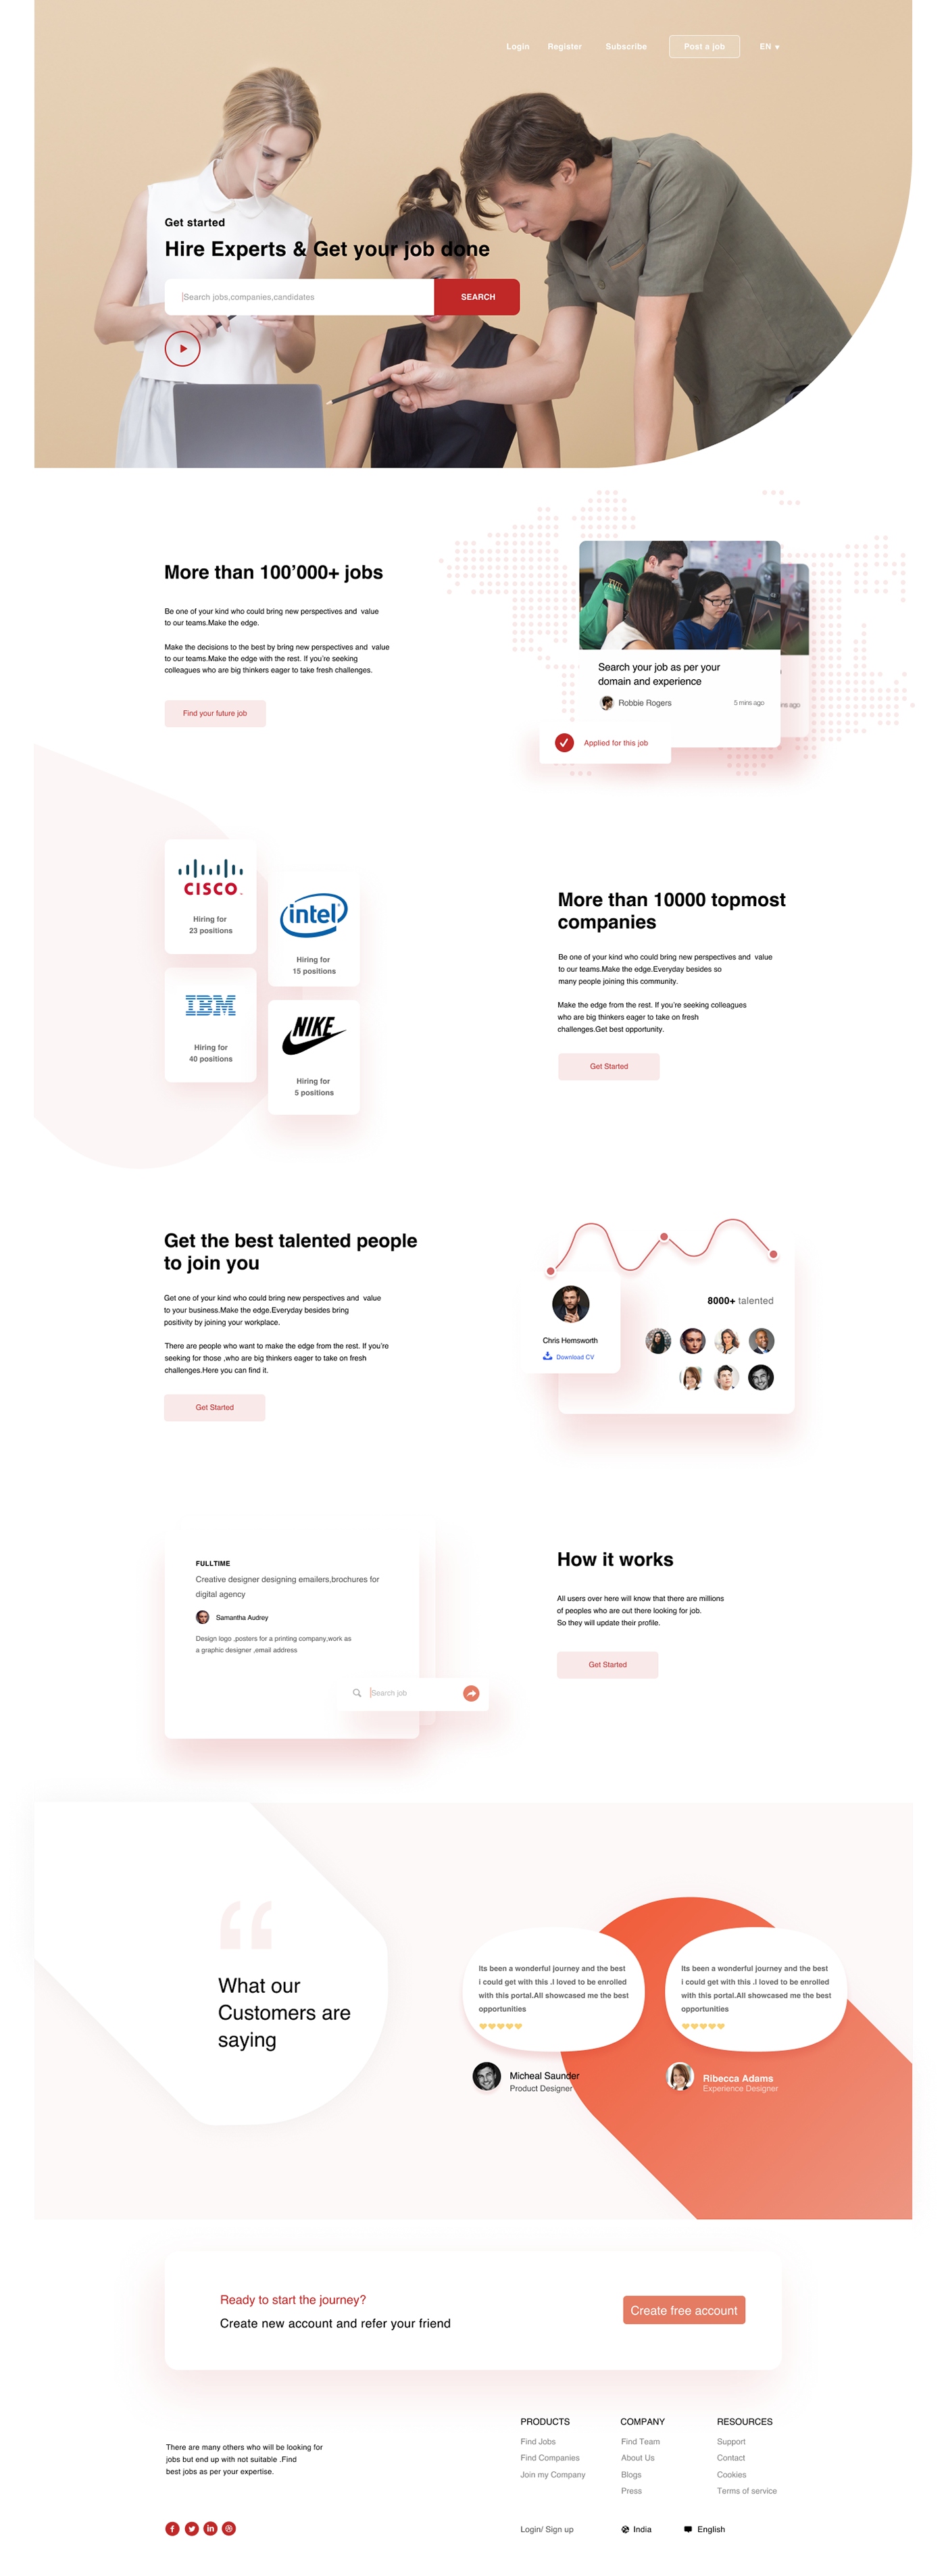 Login Register Subscribe Post a job EN
Get started
Hire Experts & Get your job done
Search jobs,companies,candidates SEARCH
More than 100’000+ jobs
Be one of your kind who could bring new perspectives and value
to our teams.Make the edge.
Make the decisions to the best by bring new perspectives and value
to our teams.Make the edge with the rest. If you’re seeking
colleagues who are big thinkers eager to take fresh challenges.
Find your future job
Search your job as per your
domain and experience
Robbie Rogers 5 mins ago
ns ago
Applied for this job
CISCO
Hiring for
23 positions
intel
Hiring for
15 positions
IBM
Hiring for
40 positions
NIKE
Hiring for
5 positions
More than 10000 topmost
companies
Be one of your kind who could bring new perspectives and value
to our teams.Make the edge.Everyday besides so
many people joining this community.
Make the edge from the rest. If you’re seeking colleagues
who are big thinkers eager to take on fresh
challenges.Get best opportunity.
Get Started
Get the best talented people
to join you
Get one of your kind who could bring new perspectives and value
to your business.Make the edge.Everyday besides bring
positivity by joining your workplace.
There are people who want to make the edge from the rest. If you’re
seeking for those ,who are big thinkers eager to take on fresh
challenges.Here you can find it.
Get Started
8000+ talented
Chris Hemsworth
Download CV
FULLTIME
Creative designer designing emailers,brochures for
digital agency
Samantha Audrey
Design logo ,posters for a printing company,work as
a graphic designer ,email address
Search job
How it works
All users over here will know that there are millions
of peoples who are out there looking for job.
So they will update their profile.
Get Started
“
What our
Customers are
saying
Its been a wonderful journey and the best
i could get with this .I loved to be enrolled
with this portal.All showcased me the best
opportunities
Micheal Saunder
Product Designer
Its been a wonderful journey and the best
i could get with this .I loved to be enrolled
with this portal.All showcased me the best
opportunities
Ribecca Adams
Experience Designer
Ready to start the journey?
Create new account and refer your friend
Create free account
There are many others who will be looking for
jobs but end up with not suitable .Find
best jobs as per your expertise.
PRODUCTS
Find Jobs
Find Companies
Join my Company
COMPANY
Find Team
About Us
Blogs
Press
RESOURCES
Support
Contact
Cookies
Terms of service
Login/ Sign up India English